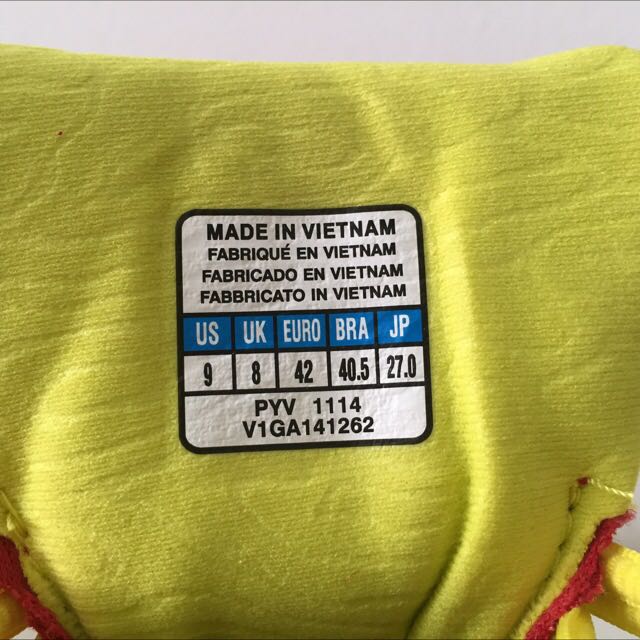 MADE IN VIETNAM
FABRIQUÉ EN VIETNAM
FABRICADO EN VIETNAM
FABBRICATO IN VIETNAM
US UK EURO BRA JP
9 8 42 40.5 27.0
PYV 1114
V1GA141262